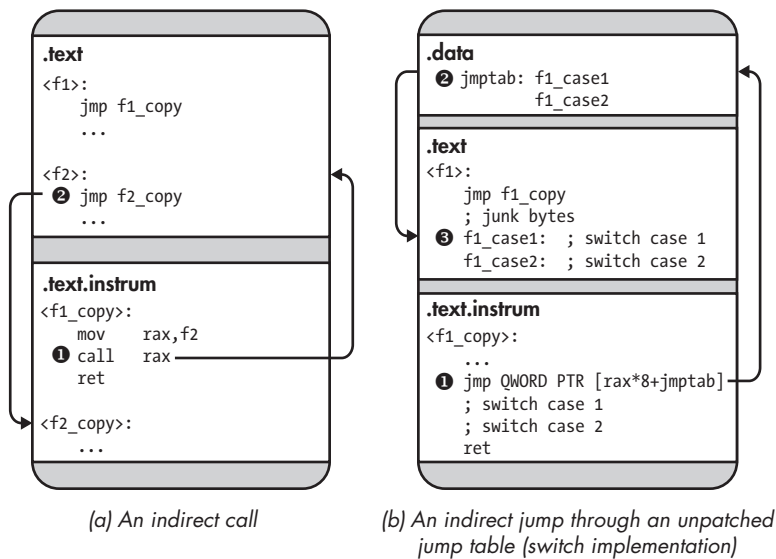 .text
<f1>:
jmp f1_copy
...
<f2>:
❷ jmp f2_copy
...
.text.instrum
<f1_copy>:
mov rax,f2
❶ call rax
ret
<f2_copy>:
...
(a) An indirect call
.data
❷ jmptab: f1_case1
f1_case2
.text
<f1>:
jmp f1_copy
; junk bytes
❸ f1_case1: ; switch case 1
f1_case2: ; switch case 2
.text.instrum
<f1_copy>:
...
❶ jmp QWORD PTR [rax*8+jmptab]
; switch case 1
; switch case 2
ret
(b) An indirect jump through an unpatched
jump table (switch implementation)